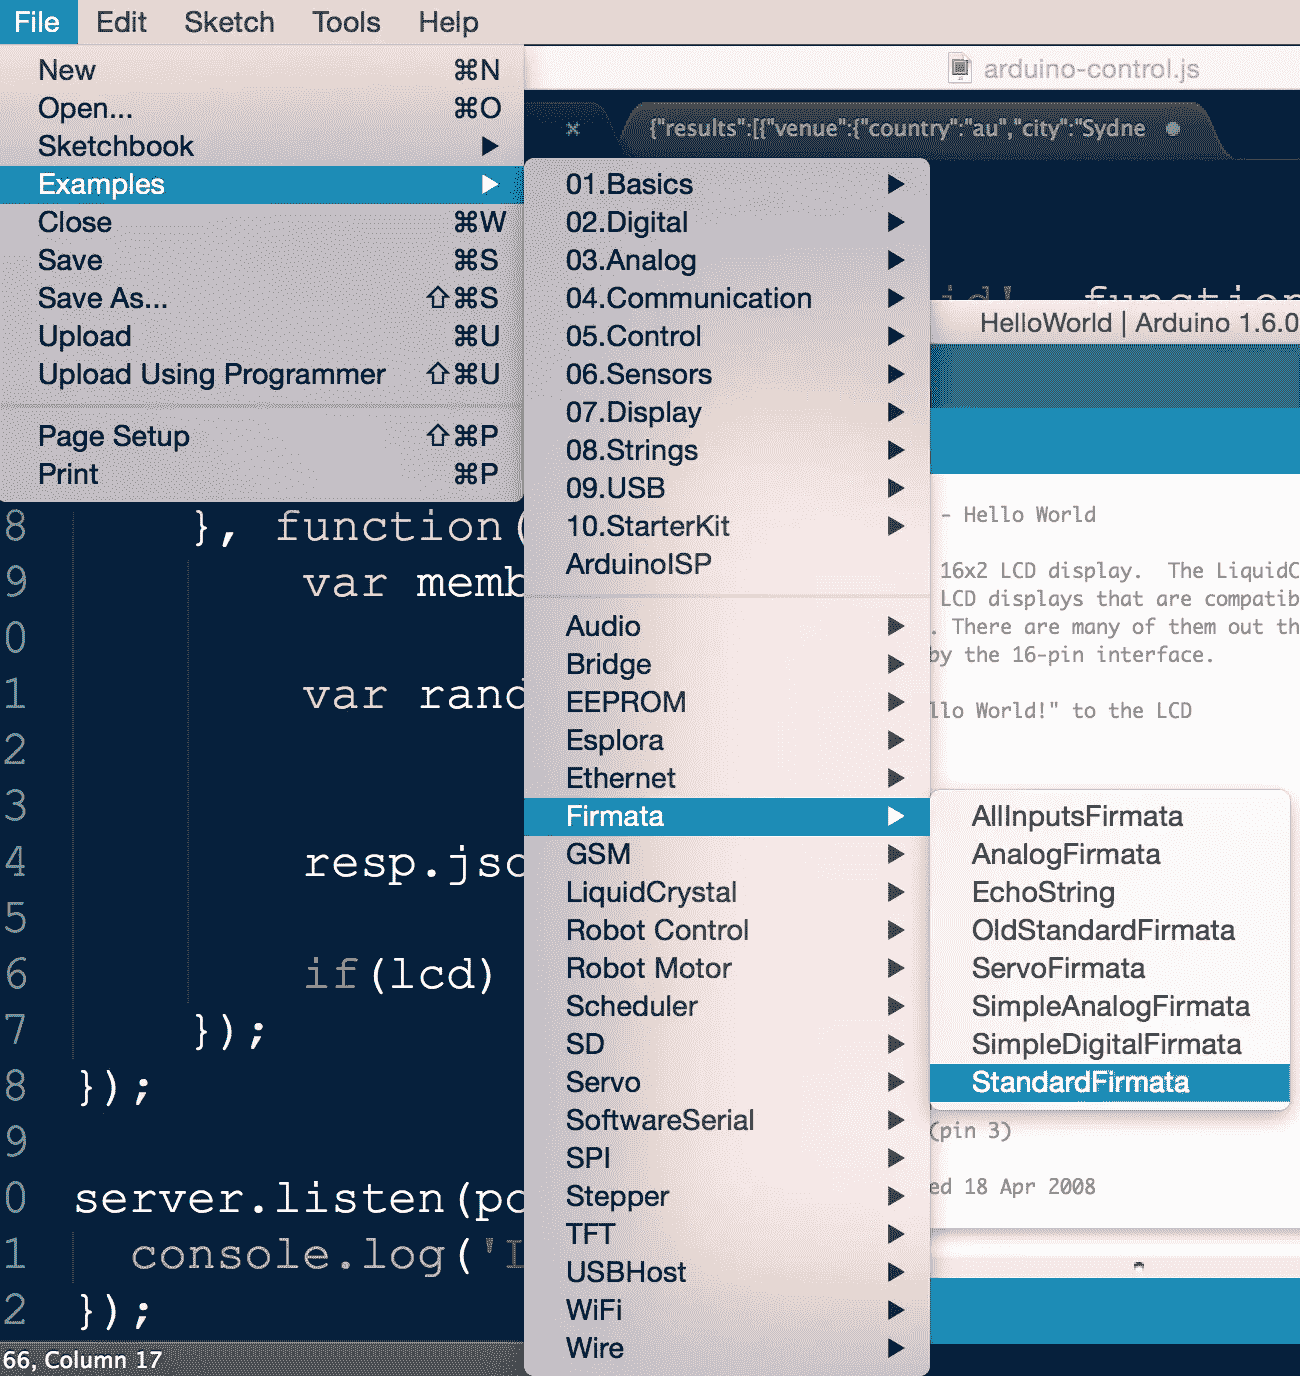 File Edit Sketch Tools Help
New ⌘N
Open... ⌘O
Sketchbook ▶
Examples ▶
Close ⌘W
Save ⌘S
Save As... ⇧⌘S
Upload ⌘U
Upload Using Programmer ⇧⌘U
Page Setup ⇧⌘P
Print ⌘P
arduino-control.js
× {"results":[{"venue":{"country":"au","city":"Sydne
01.Basics ▶
02.Digital ▶
03.Analog ▶
04.Communication ▶
05.Control ▶
06.Sensors ▶
07.Display ▶
08.Strings ▶
09.USB ▶
10.StarterKit ▶
ArduinoISP
Audio ▶
Bridge ▶
EEPROM ▶
Esplora ▶
Ethernet ▶
Firmata ▶
GSM ▶
LiquidCrystal ▶
Robot Control ▶
Robot Motor ▶
Scheduler ▶
SD ▶
Servo ▶
SoftwareSerial ▶
SPI ▶
Stepper ▶
TFT ▶
USBHost ▶
WiFi ▶
Wire ▶
AllInputsFirmata
AnalogFirmata
EchoString
OldStandardFirmata
ServoFirmata
SimpleAnalogFirmata
SimpleDigitalFirmata
StandardFirmata
id', function
HelloWorld | Arduino 1.6.0
- Hello World
16x2 LCD display. The LiquidC
LCD displays that are compatib
. There are many of them out th
by the 16-pin interface.
llo World!" to the LCD
(pin 3)
ed 18 Apr 2008
8 }, function(
9 var memb
0
1 var rand
2
3
4 resp.jso
5
6 if(lcd)
7 });
8 });
9
0 server.listen(po
1 console.log('
2 });
66, Column 17